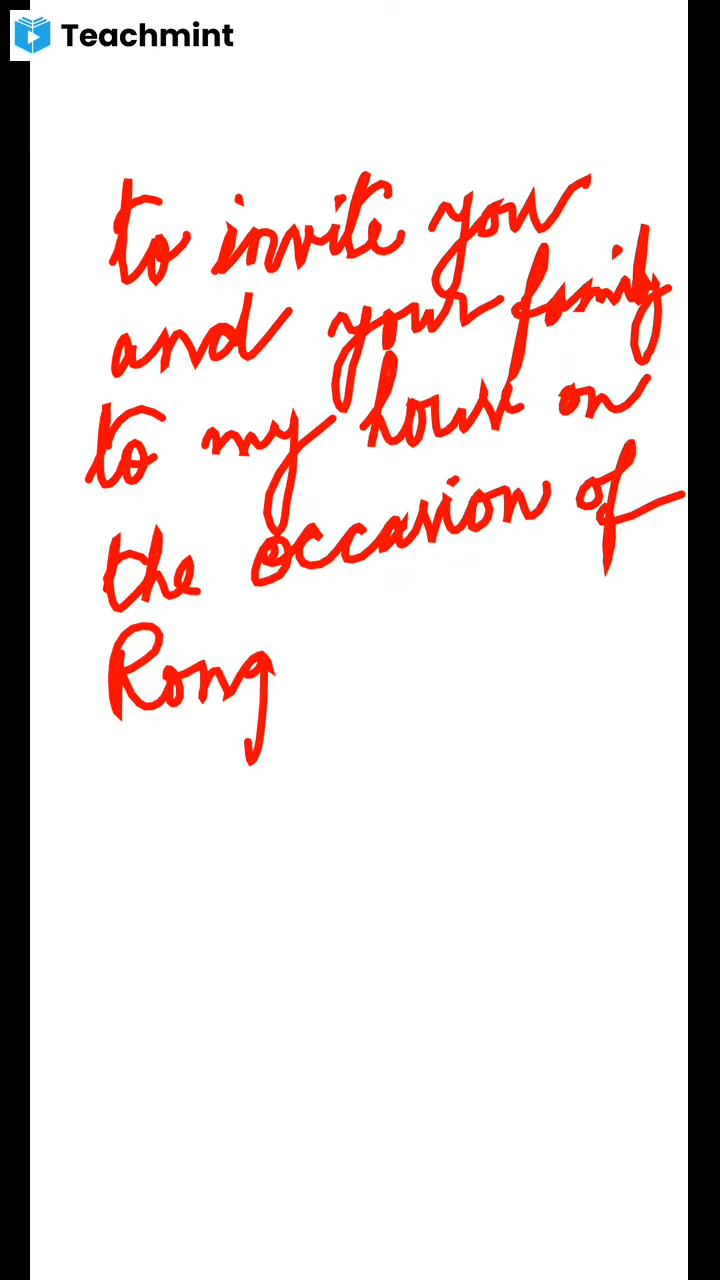 Teachmint
to invite you
and your family
to my house on
the occasion of
Rong